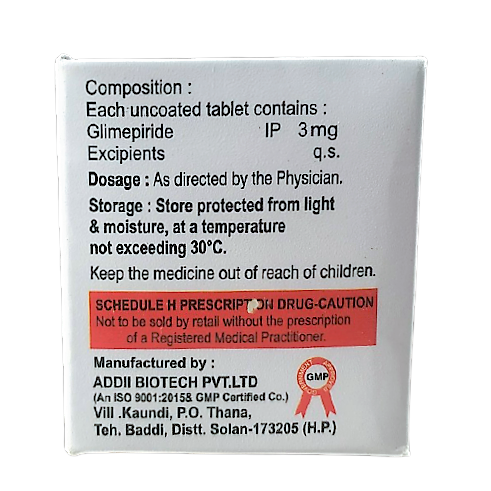 Composition :
Each uncoated tablet contains :
Glimepiride IP 3mg
Excipients q.s.
Dosage : As directed by the Physician.
Storage : Store protected from light
& moisture, at a temperature
not exceeding 30°C.
Keep the medicine out of reach of children.
SCHEDULE H PRESCRIPTION DRUG-CAUTION
Not to be sold by retail without the prescription
of a Registered Medical Practitioner.
Manufactured by :
ADDII BIOTECH PVT.LTD
(An ISO 9001:2015& GMP Certified Co.)
Vill .Kaundi, P.O. Thana,
Teh. Baddi, Distt. Solan-173205 (H.P.)
GMP